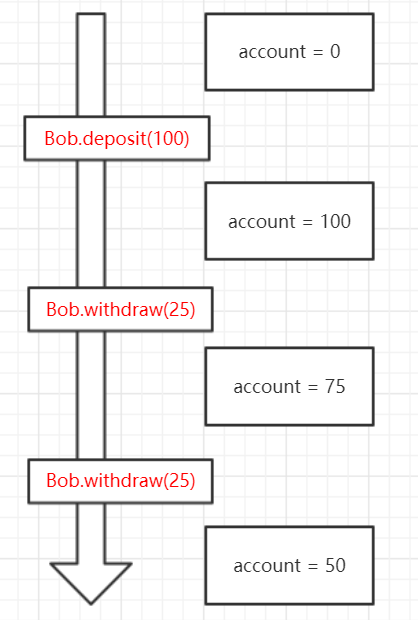 account = 0
Bob.deposit(100)
account = 100
Bob.withdraw(25)
account = 75
Bob.withdraw(25)
account = 50